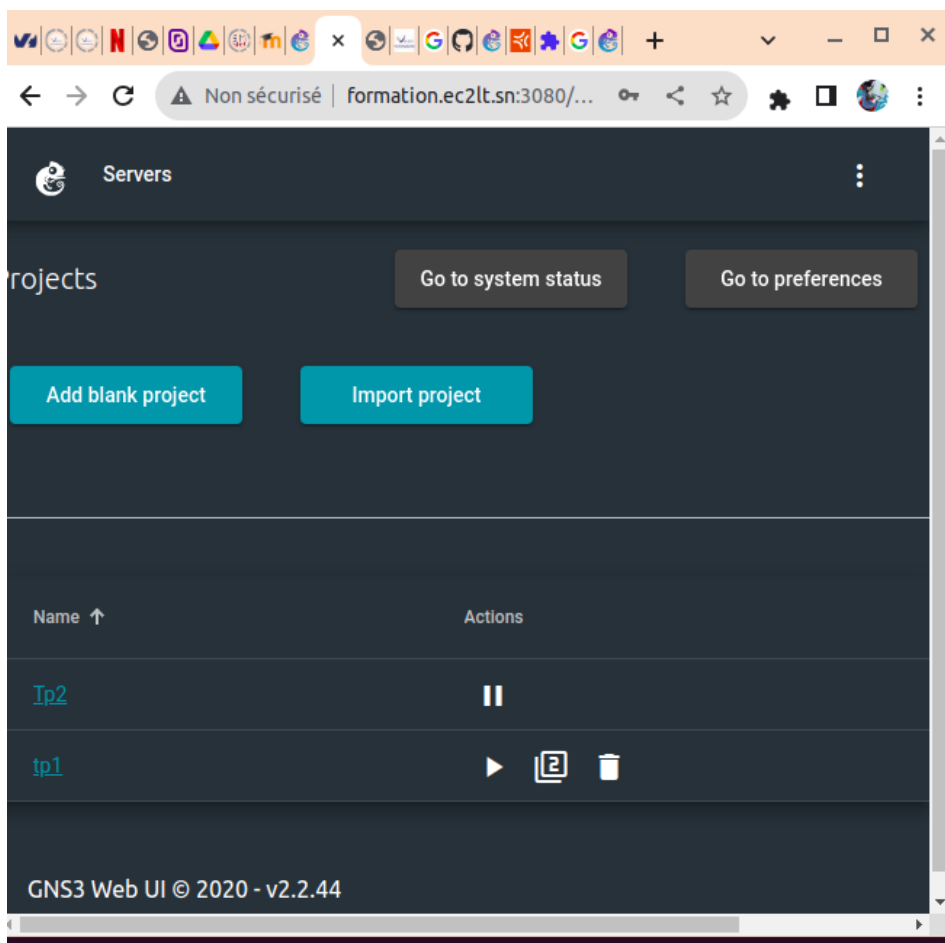 Non sécurisé | formation.ec2lt.sn:3080/...
Servers
Projects
Go to system status
Go to preferences
Add blank project
Import project
Name
Actions
Tp2
tp1
GNS3 Web UI © 2020 - v2.2.44